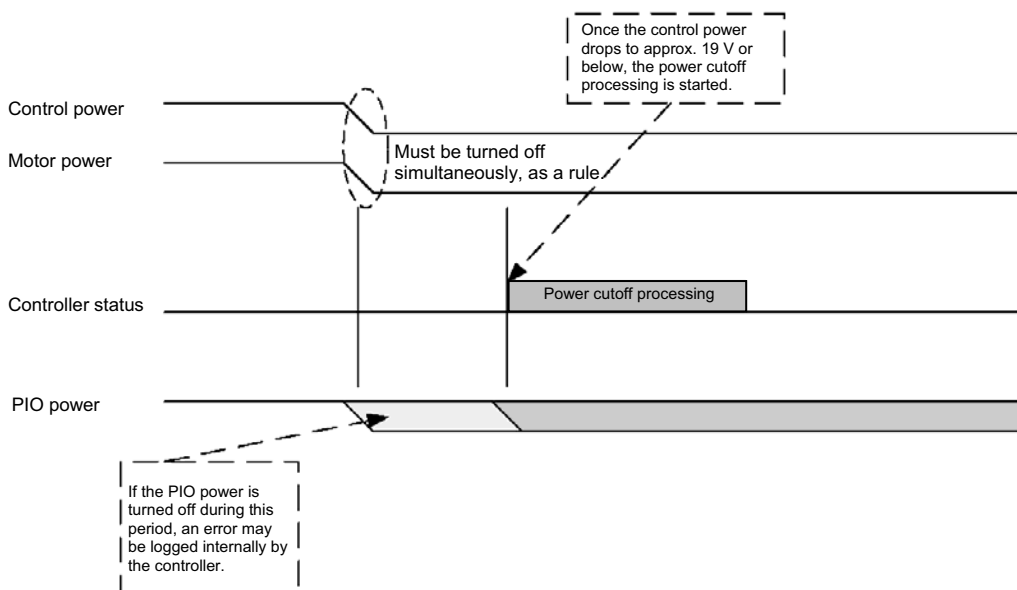 Once the control power
drops to approx. 19 V or
below, the power cutoff
processing is started.
Control power
Motor power
Must be turned off
simultaneously, as a rule
Controller status
Power cutoff processing
PIO power
If the PIO power is
turned off during this
period, an error may
be logged internally by
the controller.